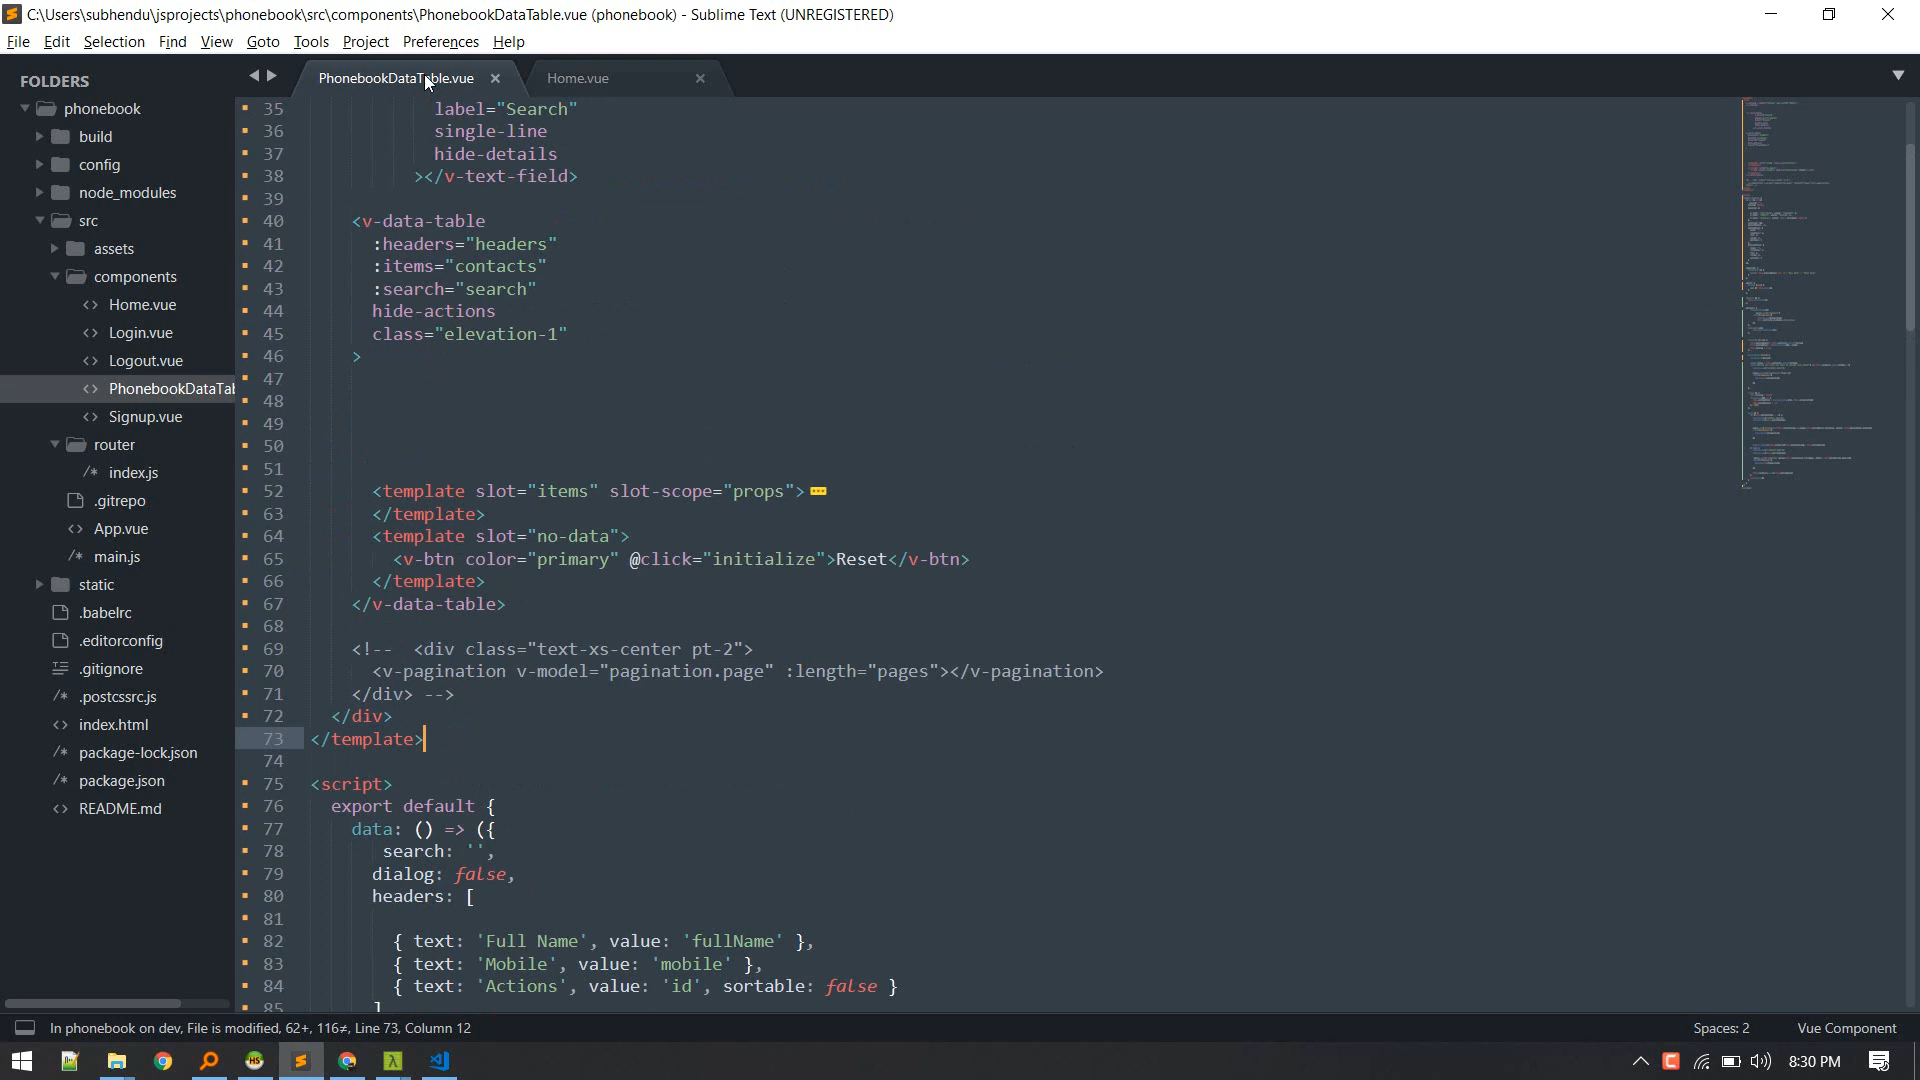 C:\Users\subhendu\jsprojects\phonebook\src\components\PhonebookDataTable.vue (phonebook) - Sublime Text (UNREGISTERED)
File Edit Selection Find View Goto Tools Project Preferences Help
FOLDERS
phonebook
build
config
node_modules
src
assets
components
Home.vue
Login.vue
Logout.vue
PhonebookDataTab
Signup.vue
router
index.js
.gitrepo
App.vue
main.js
static
.babelrc
.editorconfig
.gitignore
.postcssrc.js
index.html
package-lock.json
package.json
README.md
PhonebookDataTable.vue Home.vue
35 label="Search"
36 single-line
37 hide-details
38 ></v-text-field>
39
40 <v-data-table
41 :headers="headers"
42 :items="contacts"
43 :search="search"
44 hide-actions
45 class="elevation-1"
46 >
47
48
49
50
51
52 <template slot="items" slot-scope="props">
63 </template>
64 <template slot="no-data">
65 <v-btn color="primary" @click="initialize">Reset</v-btn>
66 </template>
67 </v-data-table>
68
69 <!-- <div class="text-xs-center pt-2">
70 <v-pagination v-model="pagination.page" :length="pages"></v-pagination>
71 </div> -->
72 </div>
73 </template>
74
75 <script>
76 export default {
77 data: () => ({
78 search: '',
79 dialog: false,
80 headers: [
81
82 { text: 'Full Name', value: 'fullName' },
83 { text: 'Mobile', value: 'mobile' },
84 { text: 'Actions', value: 'id', sortable: false }
85 ]
In phonebook on dev, File is modified, 62+, 116≠, Line 73, Column 12
Spaces: 2 Vue Component
8:30 PM